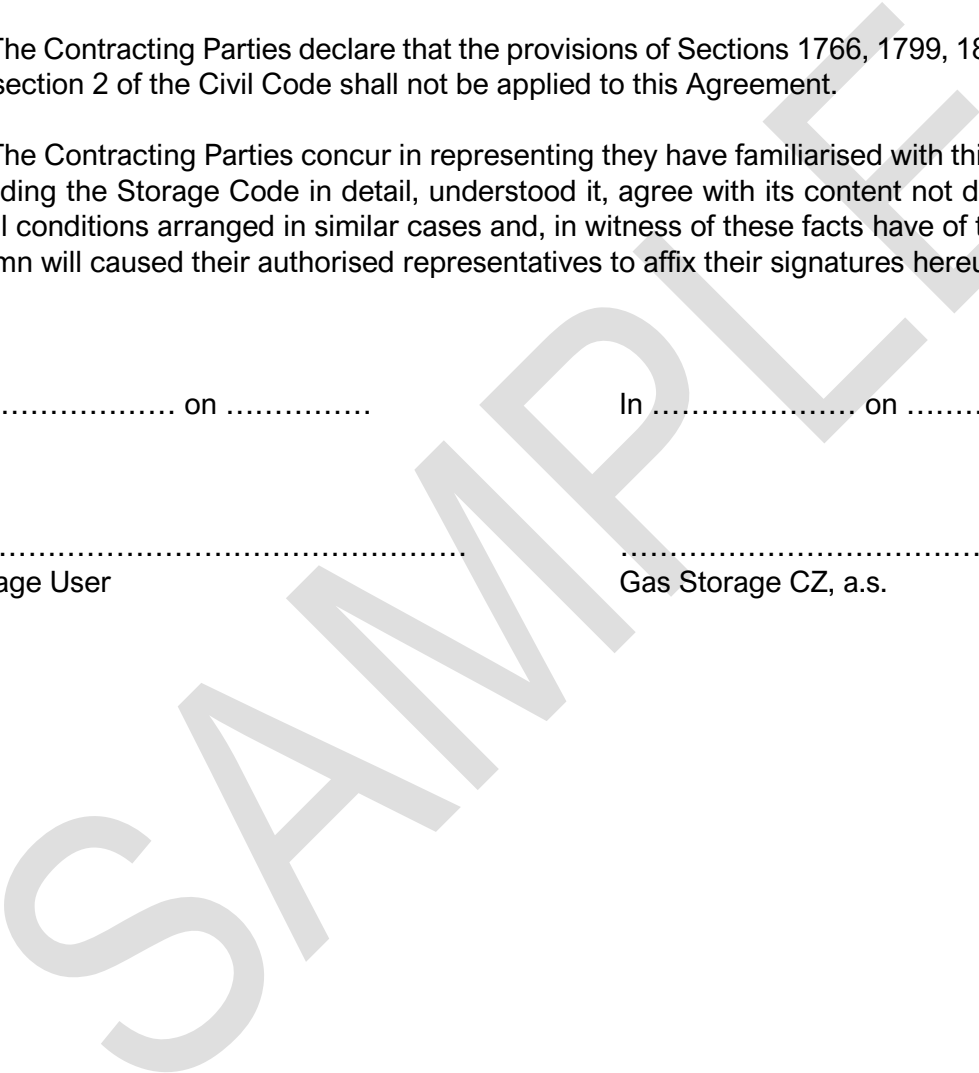 The Contracting Parties declare that the provisions of Sections 1766, 1799, 18
section 2 of the Civil Code shall not be applied to this Agreement.
The Contracting Parties concur in representing they have familiarised with thi
ding the Storage Code in detail, understood it, agree with its content not d
l conditions arranged in similar cases and, in witness of these facts have of t
mn will caused their authorised representatives to affix their signatures hereu
………………… on …………… In ………………… on ………
…………………………………………… …………………………………
age User Gas Storage CZ, a.s.
SAMPLE